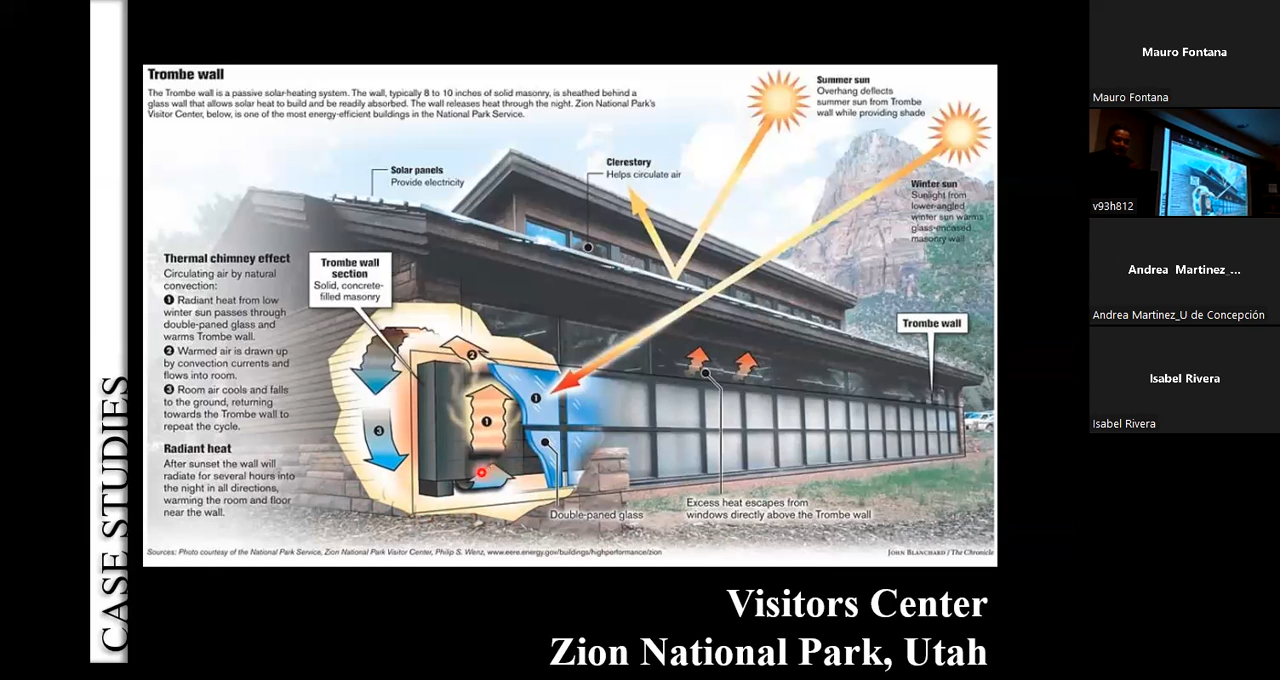 CASE STUDIES
Trombe wall
The Trombe wall is a passive solar-heating system. The wall, typically 8 to 10 inches of solid masonry, is sheathed behind a
glass wall that allows solar heat to build and be readily absorbed. The wall releases heat through the night. Zion National Park's
Visitor Center, below, is one of the most energy-efficient buildings in the National Park Service.
Summer sun
Overhang deflects
summer sun from Trombe
wall while providing shade
Solar panels
Provide electricity
Clerestory
Helps circulate air
Winter sun
Sunlight from
lower-angled
winter sun warms
glass-encased
masonry wall
Thermal chimney effect
Circulating air by natural
convection:
1 Radiant heat from low
winter sun passes through
double-paned glass and
warms Trombe wall.
2 Warmed air is drawn up
by convection currents and
flows into room.
3 Room air cools and falls
to the ground, returning
towards the Trombe wall to
repeat the cycle.
Radiant heat
After sunset the wall will
radiate for several hours into
the night in all directions,
warming the room and floor
near the wall.
Trombe wall
section
Solid, concrete-
filled masonry
Trombe wall
2
1
1
3
Double-paned glass
Excess heat escapes from
windows directly above the Trombe wall
Sources: Photo courtesy of the National Park Service, Zion National Park Visitor Center, Philip S. Wenz, www.eere.energy.gov/buildings/highperformance/zion
JOHN BLANCHARD / The Chronicle
Visitors Center
Zion National Park, Utah
Mauro Fontana
Mauro Fontana
v93h812
Andrea Martinez_...
Andrea Martinez_U de Concepción
Isabel Rivera
Isabel Rivera